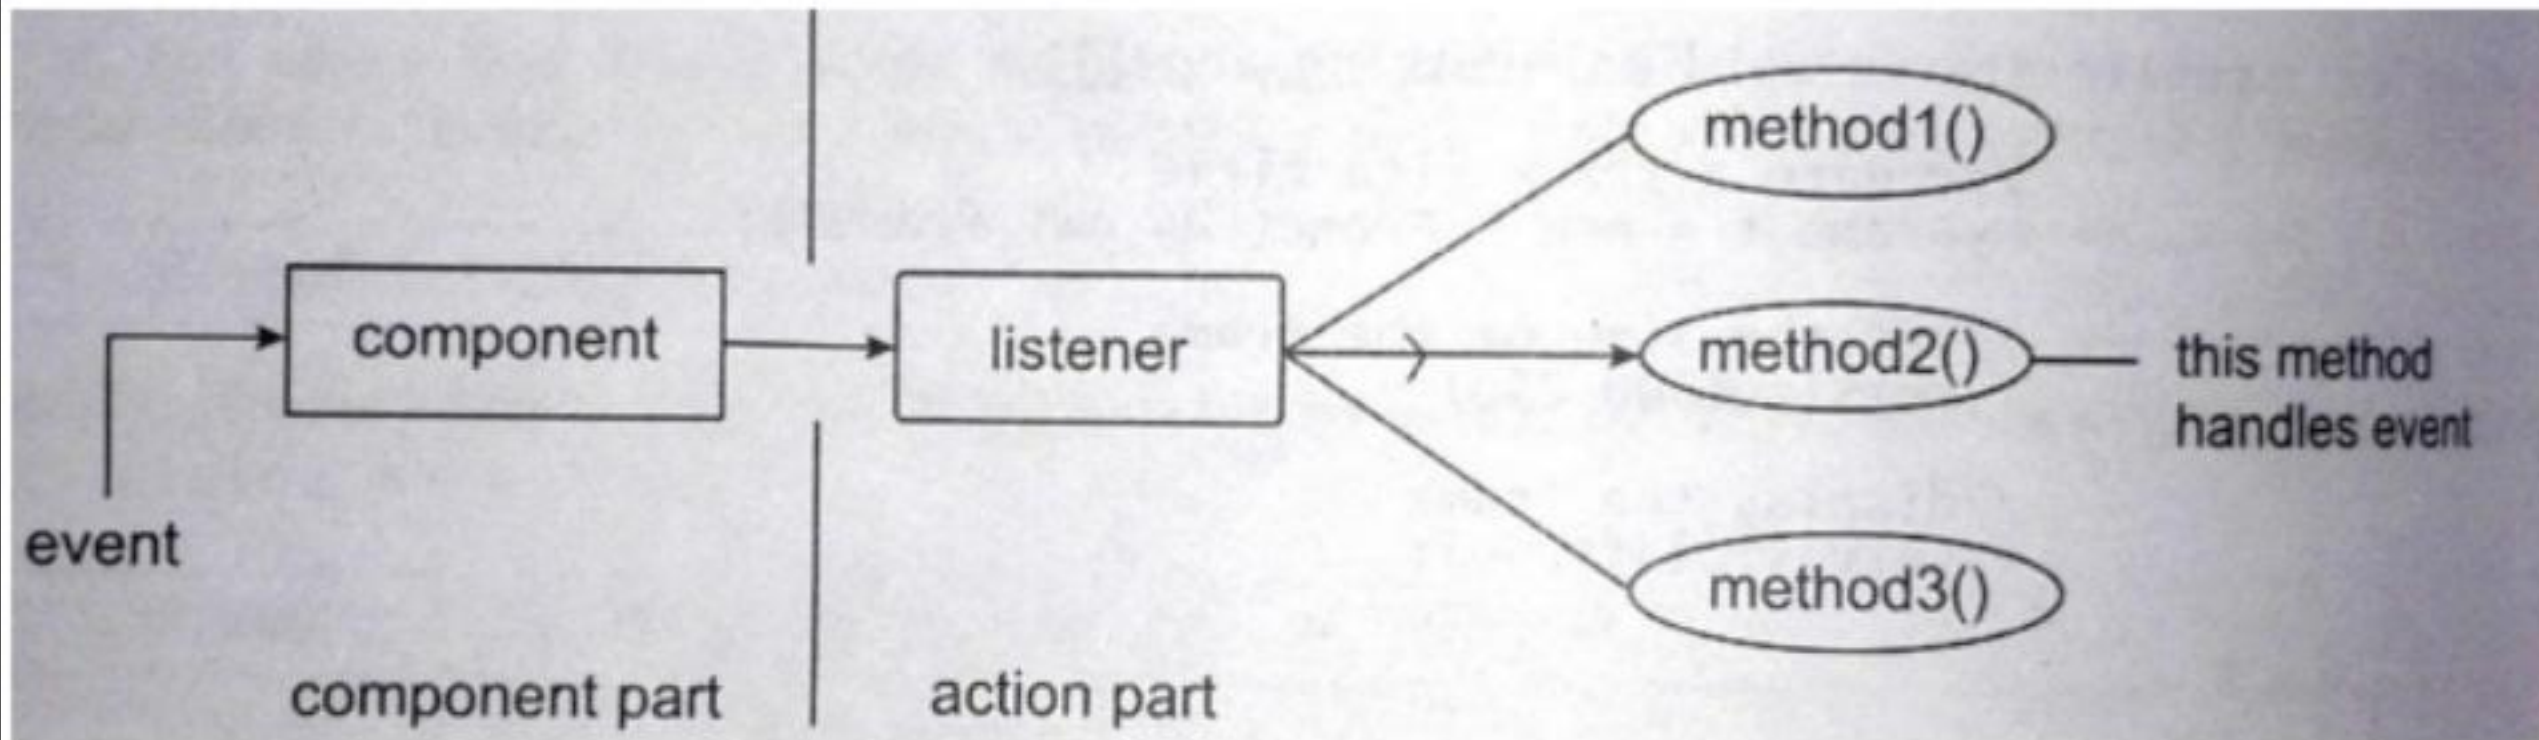 method1()
component
listener
method2()
this method
handles event
event
method3()
component part
action part